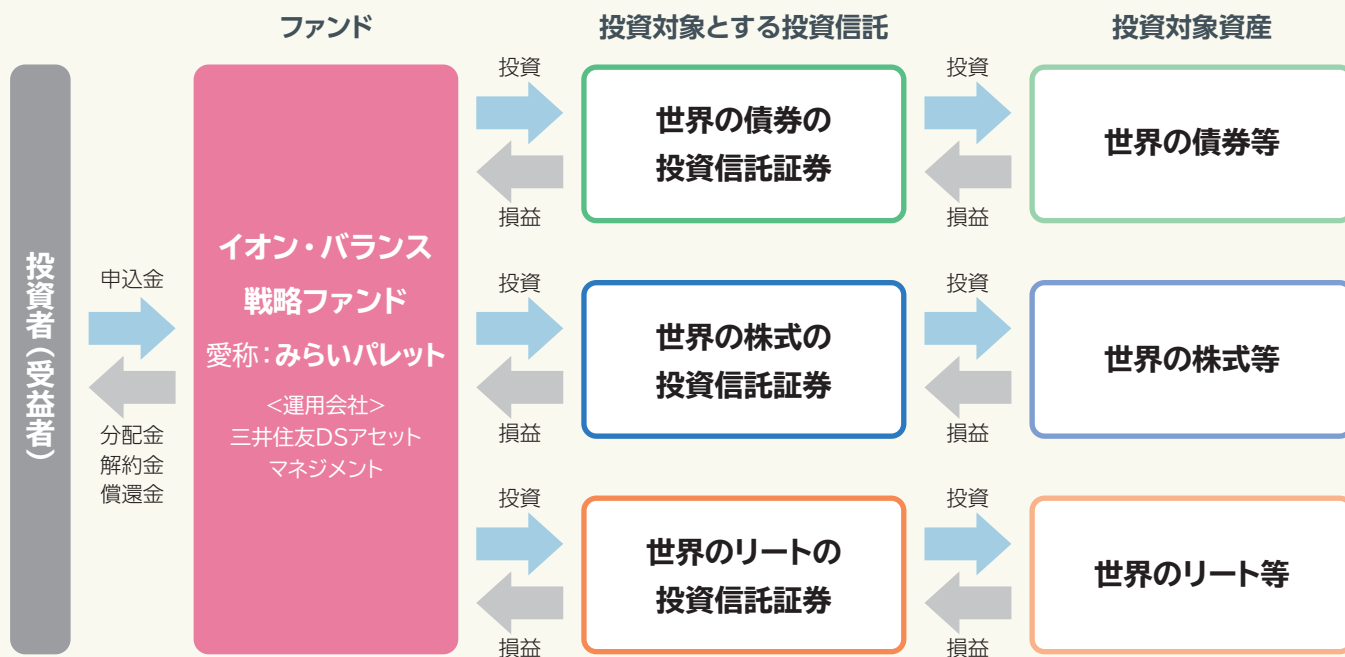 ファンド
投資対象とする投資信託
投資対象資産
投資者(受益者)
申込金
分配金
解約金
償還金
イオン・バランス
戦略ファンド
愛称:みらいパレット
<運用会社>
三井住友DSアセット
マネジメント
投資
損益
世界の債券の
投資信託証券
投資
損益
世界の債券等
投資
損益
世界の株式の
投資信託証券
投資
損益
世界の株式等
投資
損益
世界のリートの
投資信託証券
投資
損益
世界のリート等